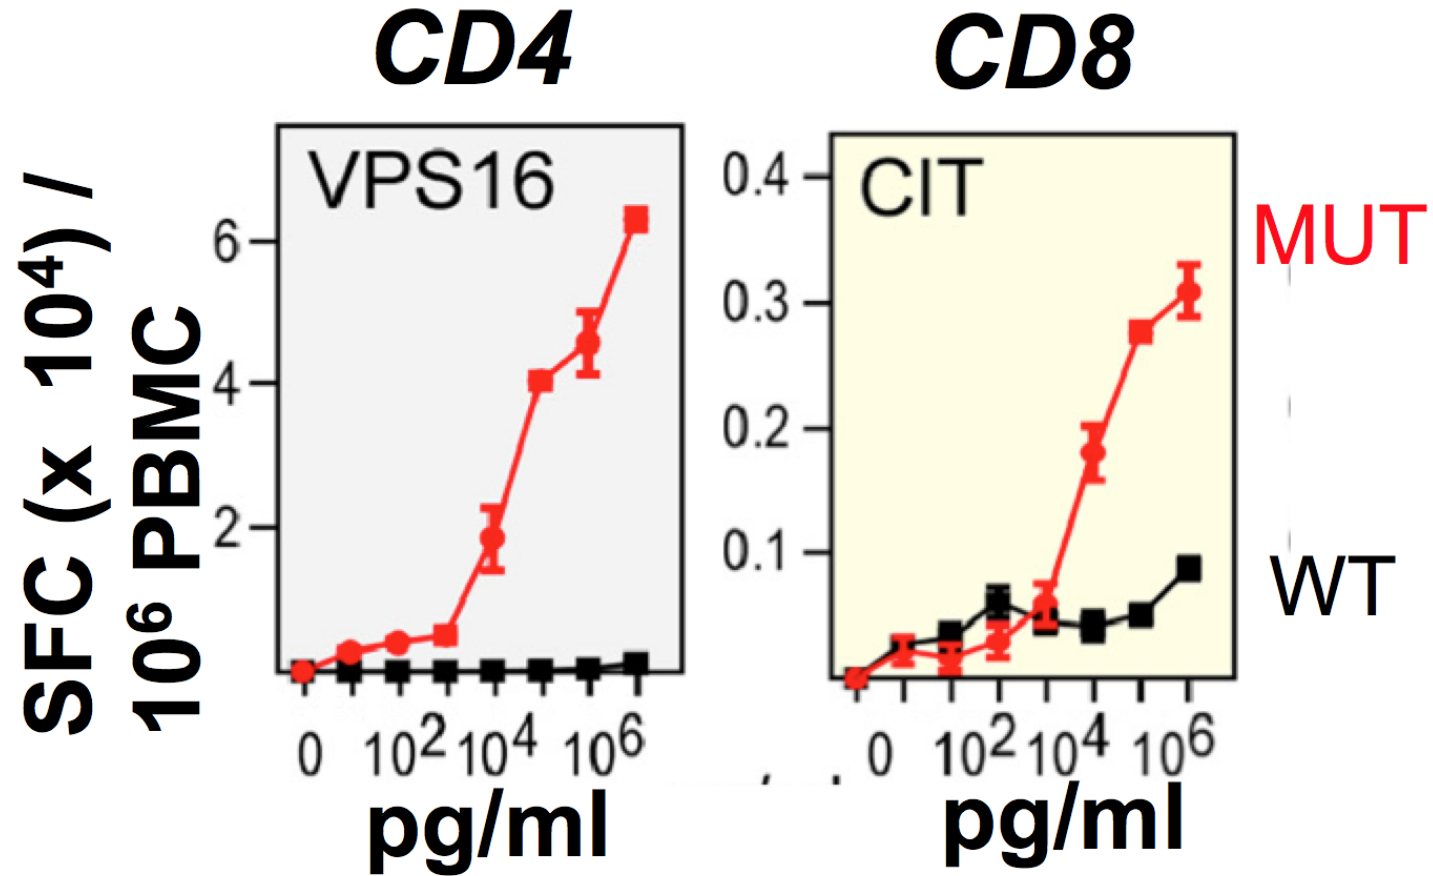 CD4 CD8
SFC (x 10⁴) /
10⁶ PBMC
VPS16
6
4
2
0 10² 10⁴ 10⁶
pg/ml
CIT
0.4
0.3
0.2
0.1
0 10² 10⁴ 10⁶
pg/ml
MUT
WT